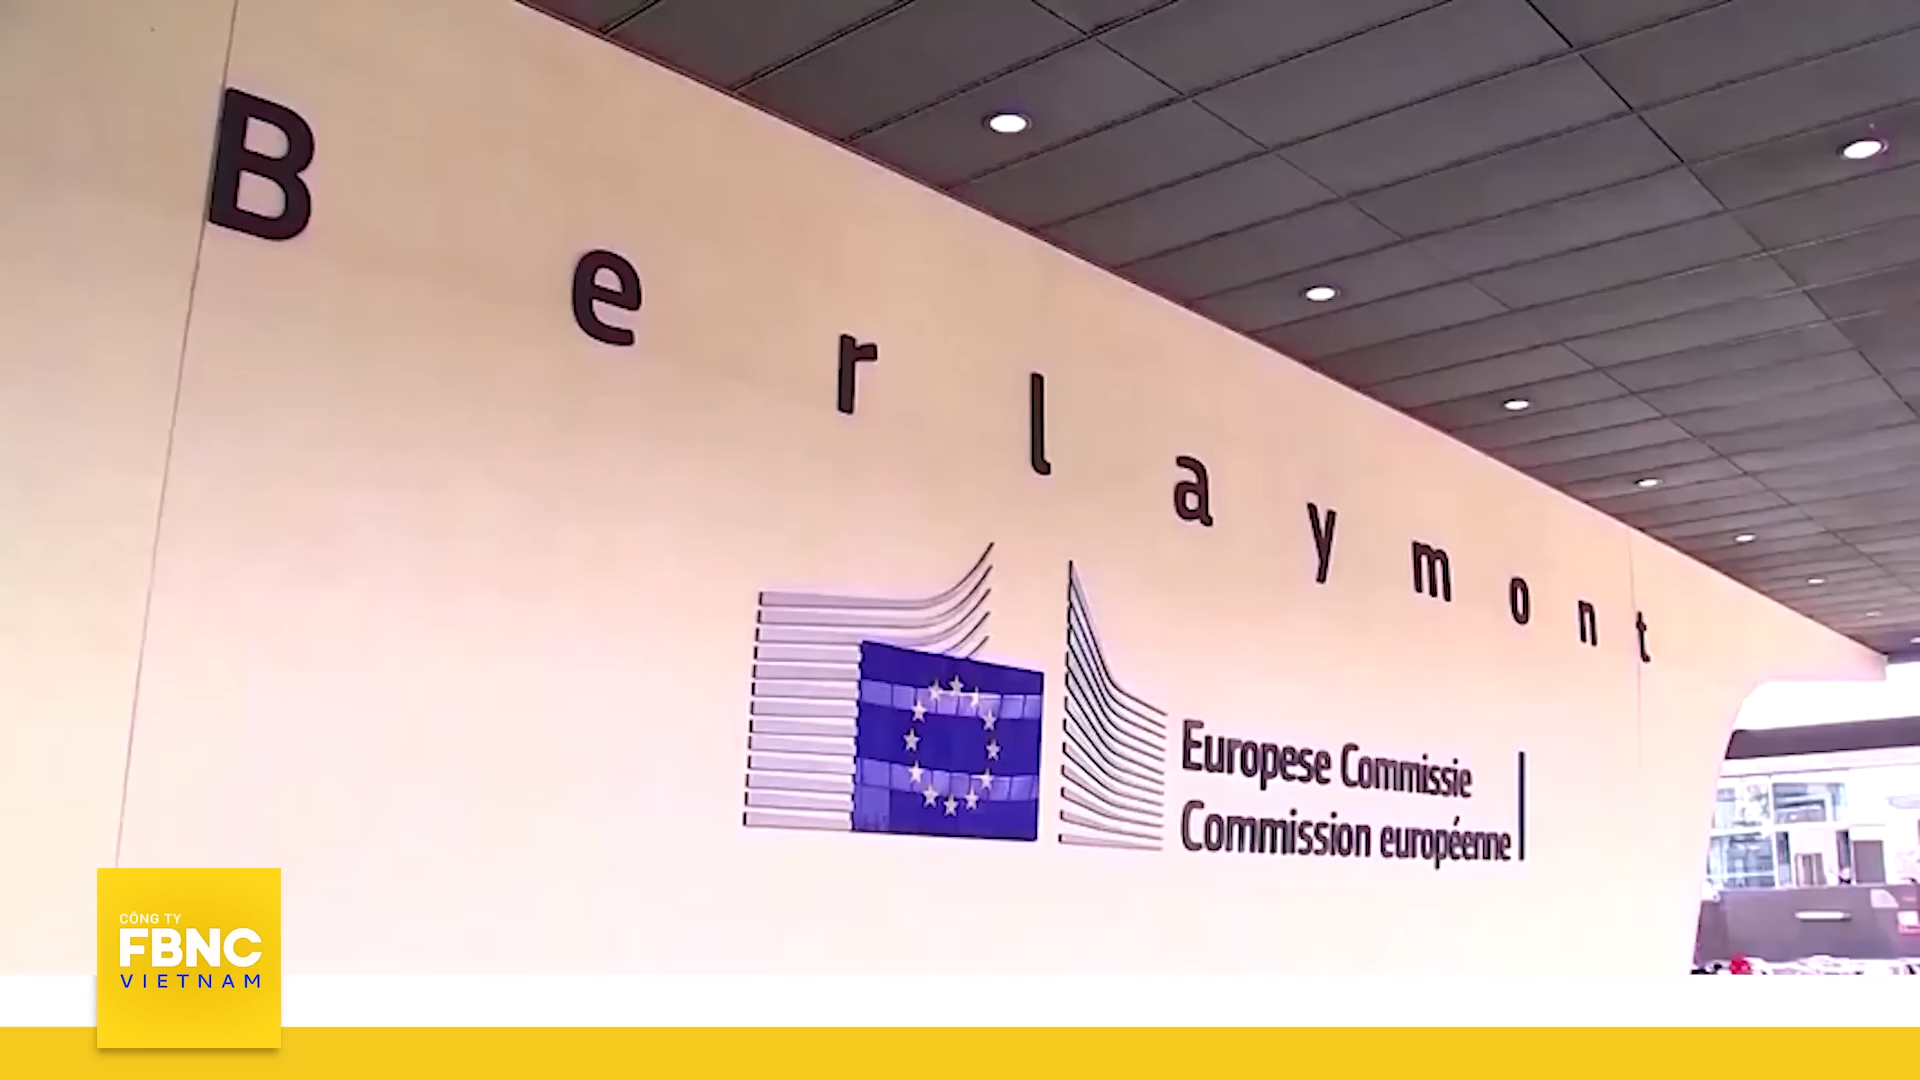 Berlaymont
Europese Commissie
Commission européenne
CÔNG TY
FBNC
VIETNAM